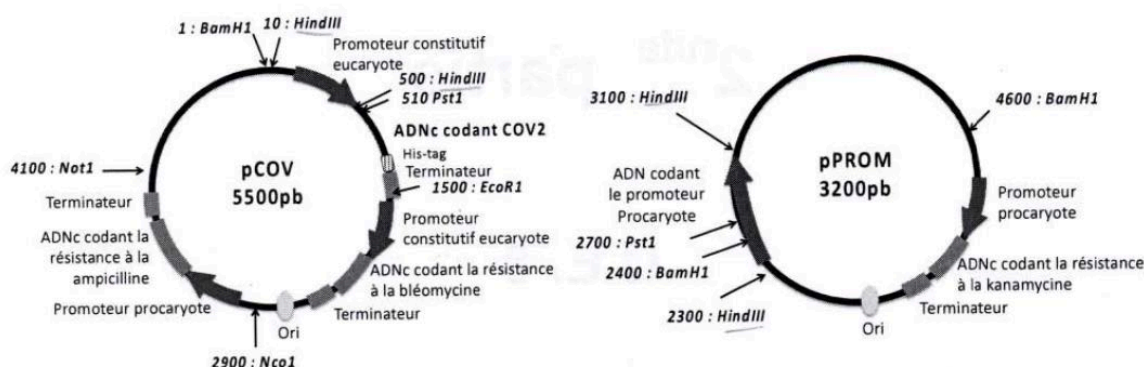 2nde partie
1 : BamH1
10 : HindIII
Promoteur constitutif
eucaryote
500 : HindIII
510 Pst1
ADNc codant COV2
His-tag
Terminateur
1500 : EcoR1
Promoteur
constitutif eucaryote
ADNc codant la résistance
à la bléomycine
Terminateur
Ori
2900 : Nco1
Promoteur procaryote
ADNc codant la
résistance à la
ampicilline
Terminateur
4100 : Not1
pCOV
5500pb
3100 : HindIII
4600 : BamH1
pPROM
3200pb
ADN codant
le promoteur
Procaryote
2700 : Pst1
2400 : BamH1
2300 : HindIII
Promoteur
procaryote
ADNc codant la résistance
à la kanamycine
Terminateur
Ori